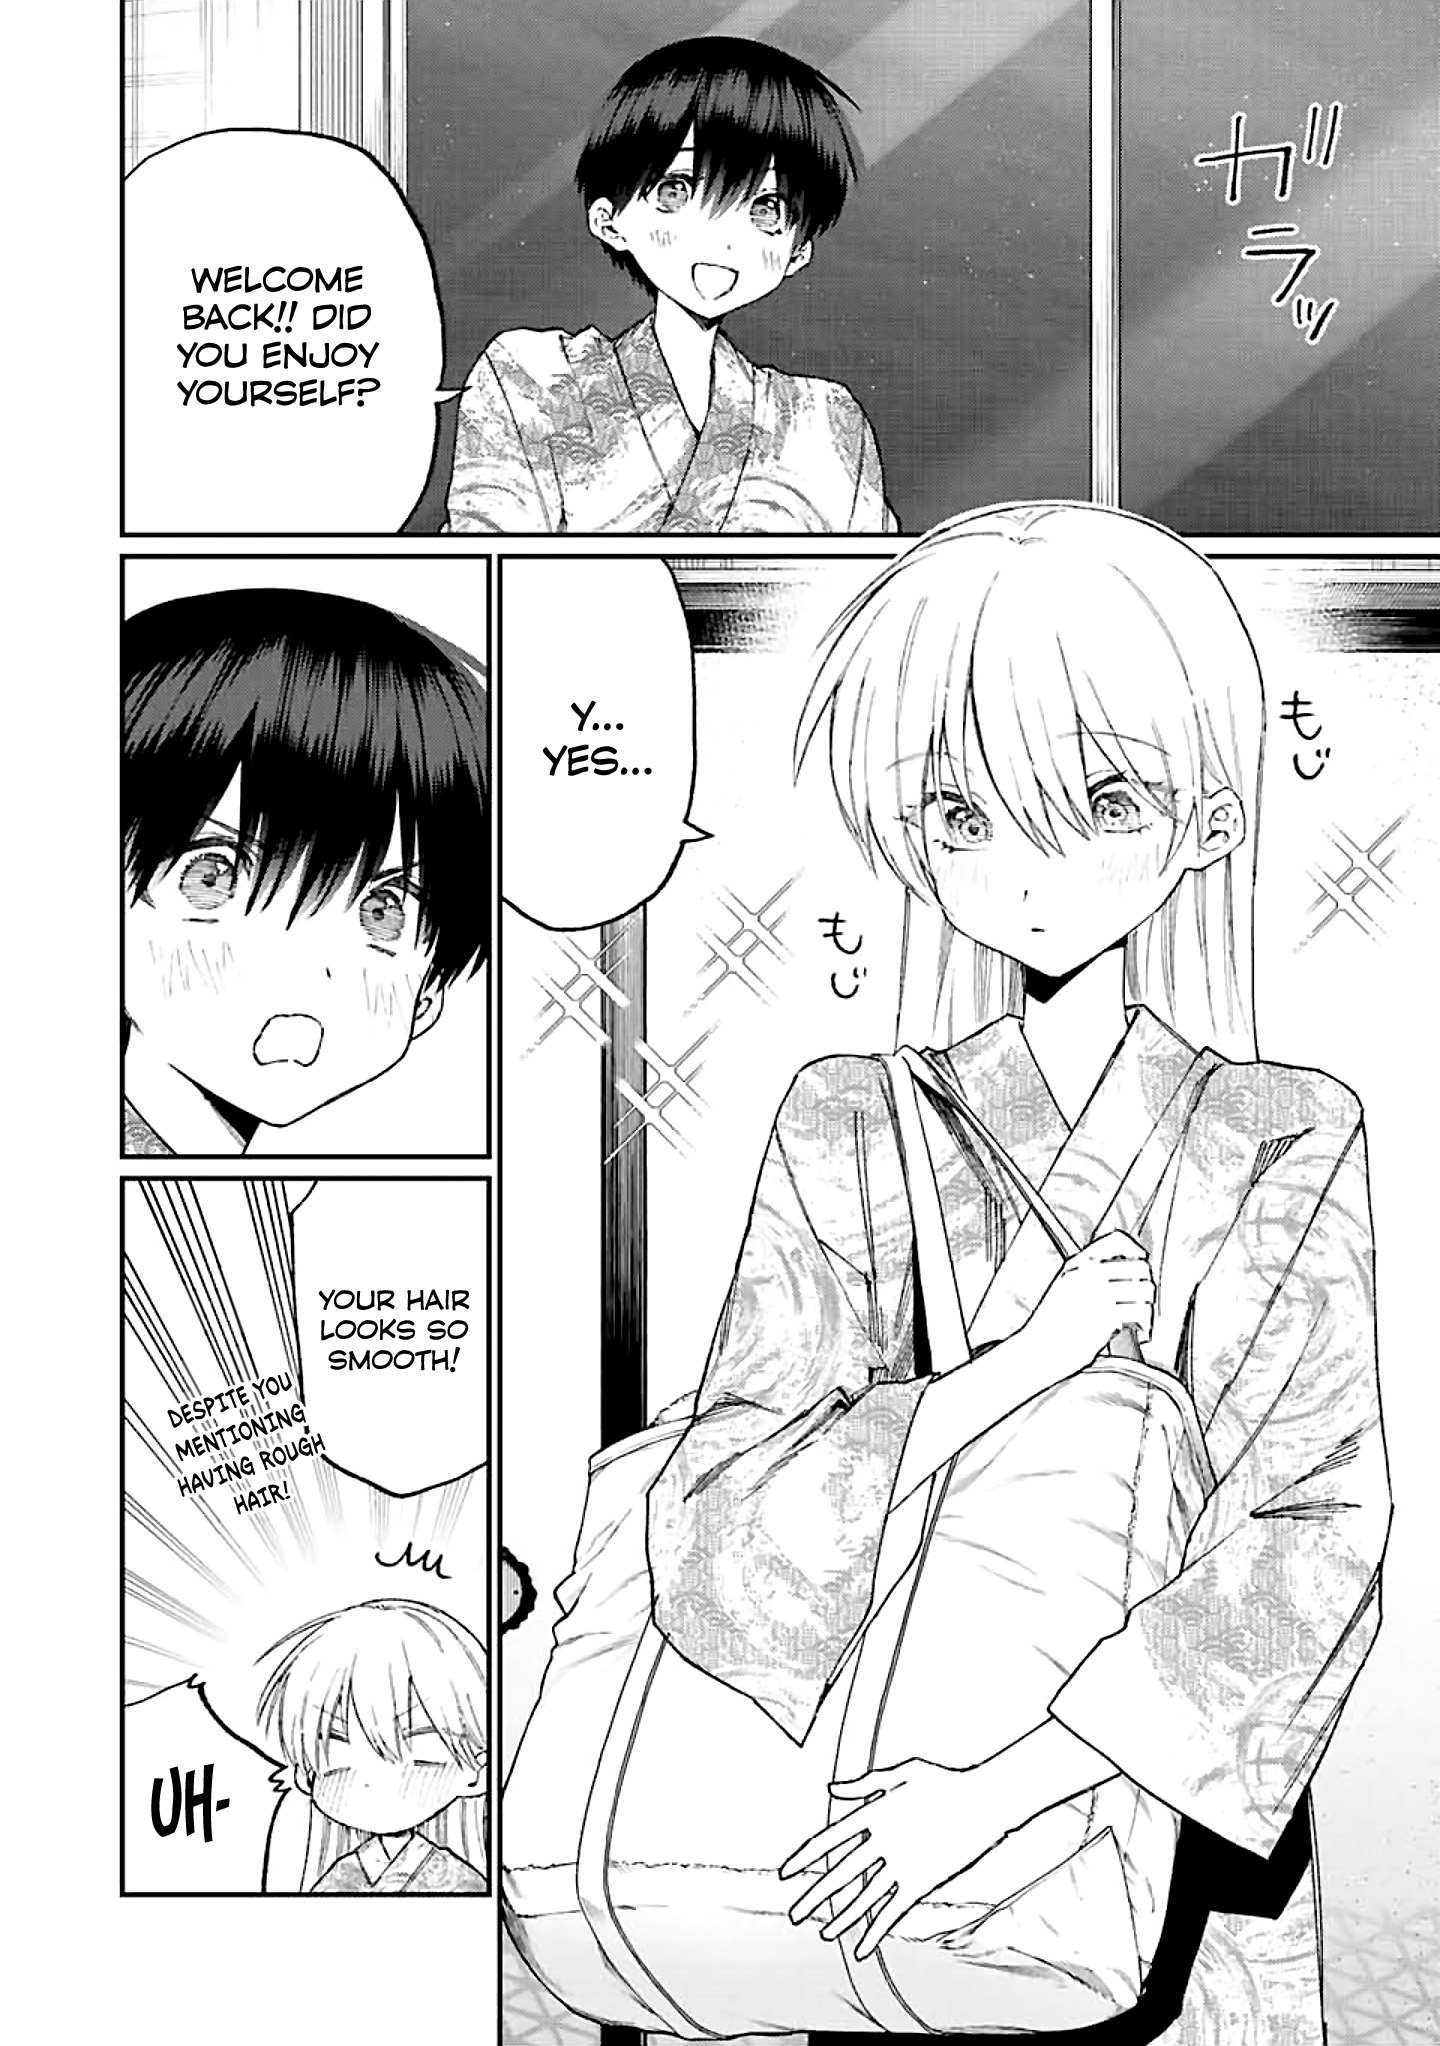 ガラッ
WELCOME
BACK!! DID
YOU ENJOY
YOURSELF?
もじ
もじ
Y...
YES...
YOUR HAIR
LOOKS SO
SMOOTH!
DESPITE YOU
MENTIONING
HAVING ROUGH
HAIR!
UH-